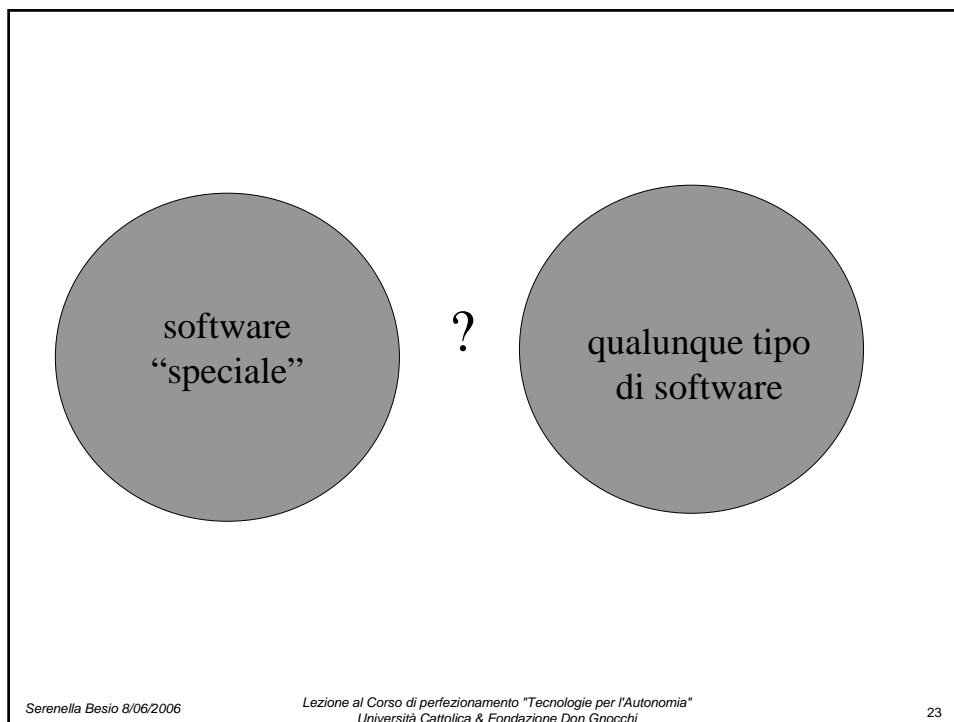 software
“speciale”
?
qualunque tipo
di software
Serenella Besio 8/06/2006
Lezione al Corso di perfezionamento "Tecnologie per l'Autonomia"
Università Cattolica & Fondazione Don Gnocchi
23